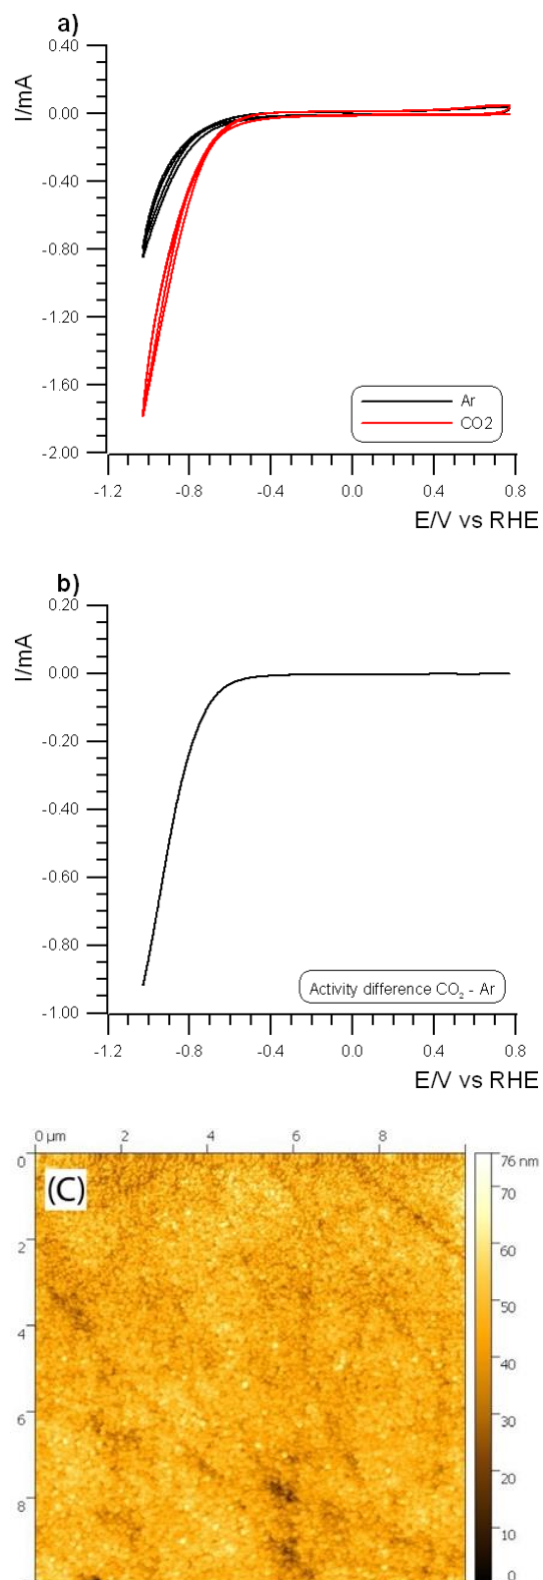 a)
0.40
I/mA
0.00
-0.40
-0.80
-1.20
-1.60
-2.00
Ar
CO2
-1.2 -0.8 -0.4 0.0 0.4 0.8
E/V vs RHE
b)
0.20
I/mA
0.00
-0.20
-0.40
-0.60
-0.80
-1.00
Activity difference CO₂ - Ar
-1.2 -0.8 -0.4 0.0 0.4 0.8
E/V vs RHE
0 µm 2 4 6 8
(C)
0
2
4
6
8
76 nm
70
60
50
40
30
20
10
0